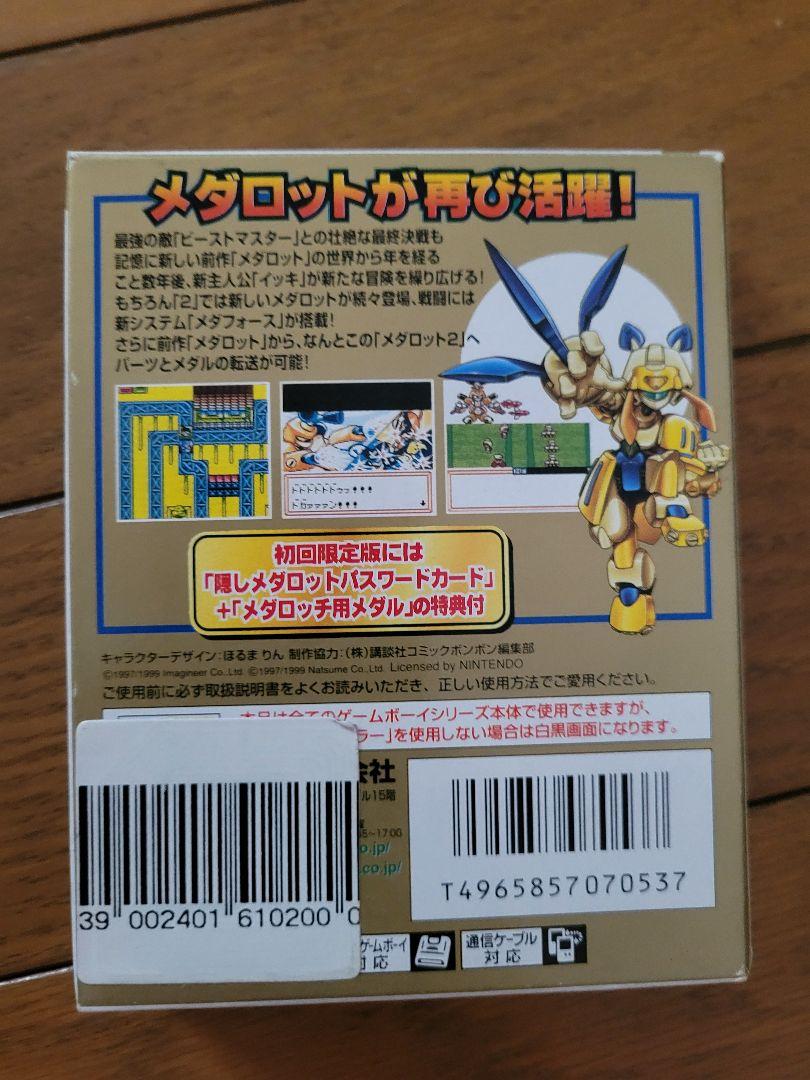 メダロットが再び活躍!
最強の敵「ビーストマスター」との壮絶な最終決戦も
記憶に新しい前作「メダロット」の世界から年を経る
こと数年後、新主人公「イッキ」が新たな冒険を繰り広げる!
もちろん「2」では新しいメダロットが続々登場、戦闘には
新システム「メダフォース」が搭載!
さらに前作「メダロット」から、なんとこの「メダロット2」へ
パーツとメダルの転送が可能!
初回限定版には
「隠しメダロットパスワードカード」
+「メダロッチ用メダル」の特典付
キャラクターデザイン:ほるま りん 制作協力:(株)講談社コミックボンボン編集部
©1997/1999 Imagineer Co.,Ltd. ©1997/1999 Natsume Co.,Ltd. Licensed by NINTENDO
ご使用前に必ず取扱説明書をよくお読みいただき、正しい使用方法でご愛用ください。
本品は全てのゲームボーイシリーズ本体で使用できますが、
ラー」を使用しない場合は白黒画面になります。
会社
ル15階
~17:00
o.jp/
.co.jp/
T4965857070537
39 002401 610200 0
ゲームボーイ
対応
通信ケーブル
対応